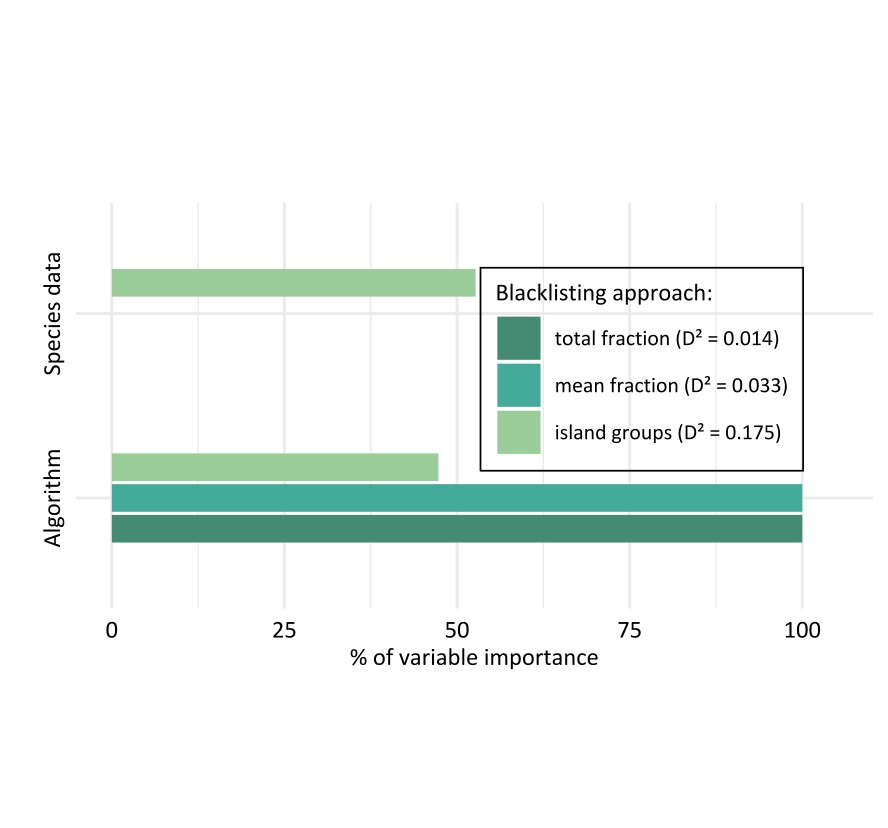 Species data
Blacklisting approach:
total fraction (D² = 0.014)
mean fraction (D² = 0.033)
island groups (D² = 0.175)
Algorithm
0 25 50 75 100
% of variable importance